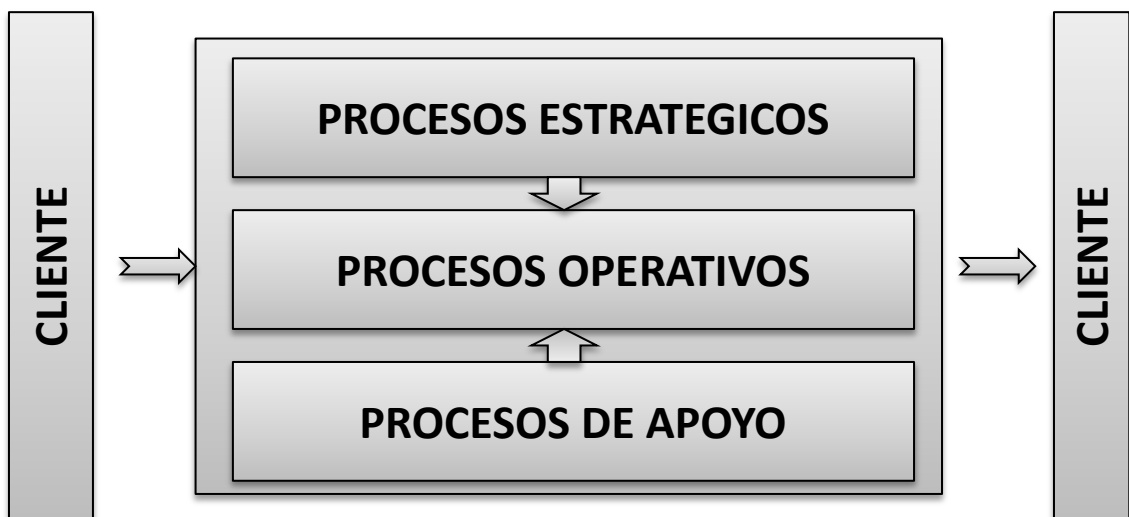 CLIENTE
PROCESOS ESTRATEGICOS
PROCESOS OPERATIVOS
PROCESOS DE APOYO
CLIENTE